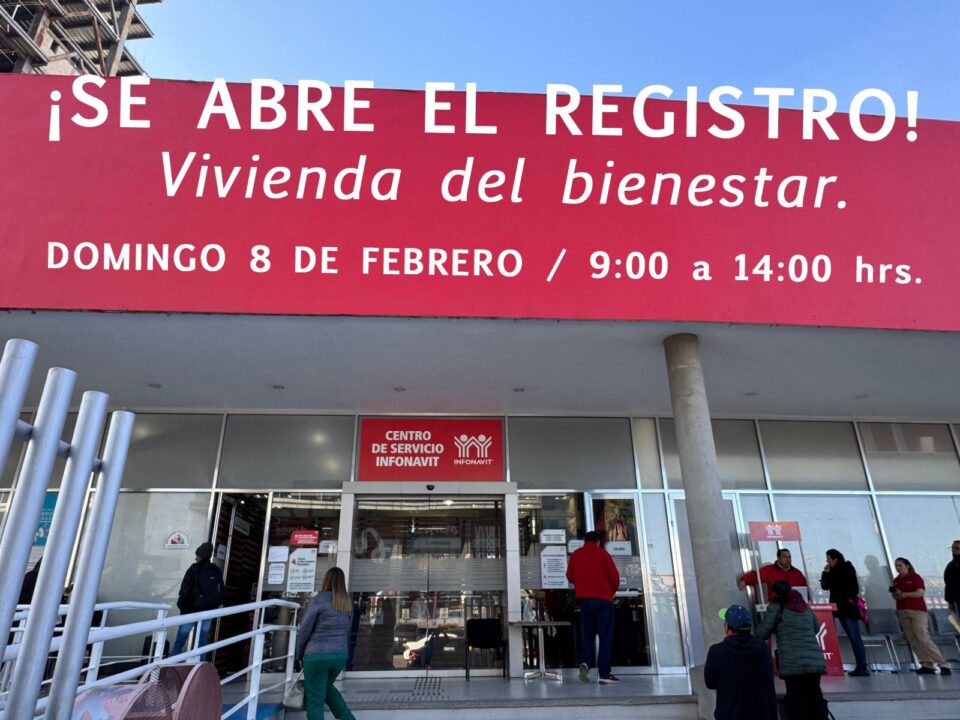 ¡SE ABRE EL REGISTRO!
Vivienda del bienestar.
DOMINGO 8 DE FEBRERO / 9:00 a 14:00 hrs.
CENTRO
DE SERVICIO
INFONAVIT
INFONAVIT
INFONAVIT